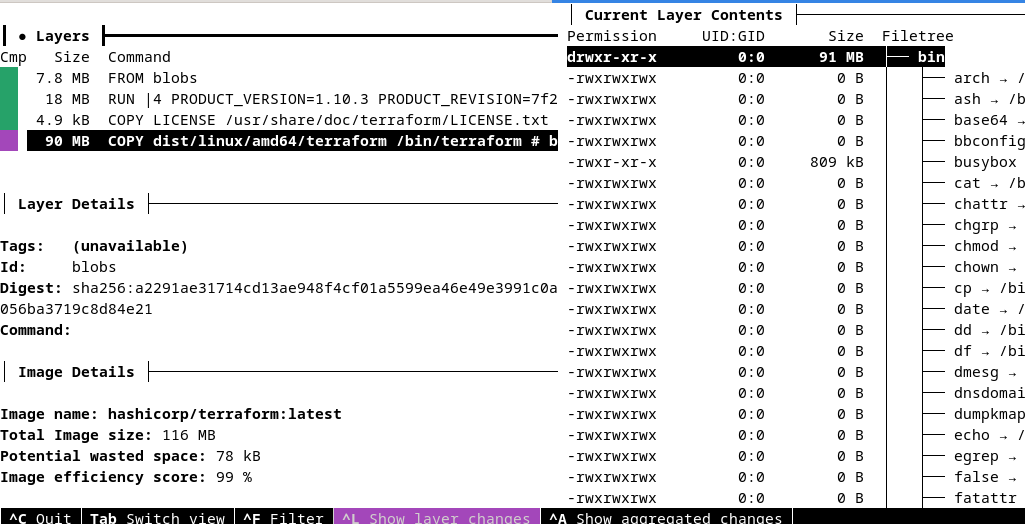 ● Layers
Cmp Size Command
7.8 MB FROM blobs
18 MB RUN |4 PRODUCT_VERSION=1.10.3 PRODUCT_REVISION=7f2
4.9 kB COPY LICENSE /usr/share/doc/terraform/LICENSE.txt
90 MB COPY dist/linux/amd64/terraform /bin/terraform # b
Layer Details
Tags: (unavailable)
Id: blobs
Digest: sha256:a2291ae31714cd13ae948f4cf01a5599ea46e49e3991c0a
056ba3719c8d84e21
Command:
Image Details
Image name: hashicorp/terraform:latest
Total Image size: 116 MB
Potential wasted space: 78 kB
Image efficiency score: 99 %
Current Layer Contents
Permission UID:GID Size Filetree
drwxr-xr-x 0:0 91 MB ├── bin
-rwxrwxrwx 0:0 0 B │ ├── arch → /
-rwxrwxrwx 0:0 0 B │ ├── ash → /b
-rwxrwxrwx 0:0 0 B │ ├── base64 →
-rwxrwxrwx 0:0 0 B │ ├── bbconfig
-rwxr-xr-x 0:0 809 kB │ ├── busybox
-rwxrwxrwx 0:0 0 B │ ├── cat → /b
-rwxrwxrwx 0:0 0 B │ ├── chattr →
-rwxrwxrwx 0:0 0 B │ ├── chgrp →
-rwxrwxrwx 0:0 0 B │ ├── chmod →
-rwxrwxrwx 0:0 0 B │ ├── chown →
-rwxrwxrwx 0:0 0 B │ ├── cp → /bi
-rwxrwxrwx 0:0 0 B │ ├── date → /
-rwxrwxrwx 0:0 0 B │ ├── dd → /bi
-rwxrwxrwx 0:0 0 B │ ├── df → /bi
-rwxrwxrwx 0:0 0 B │ ├── dmesg →
-rwxrwxrwx 0:0 0 B │ ├── dnsdomai
-rwxrwxrwx 0:0 0 B │ ├── dumpkmap
-rwxrwxrwx 0:0 0 B │ ├── echo → /
-rwxrwxrwx 0:0 0 B │ ├── egrep →
-rwxrwxrwx 0:0 0 B │ ├── false →
-rwxrwxrwx 0:0 0 B │ ├── fatattr
^C Quit Tab Switch view ^F Filter ^L Show layer changes ^A Show aggregated changes